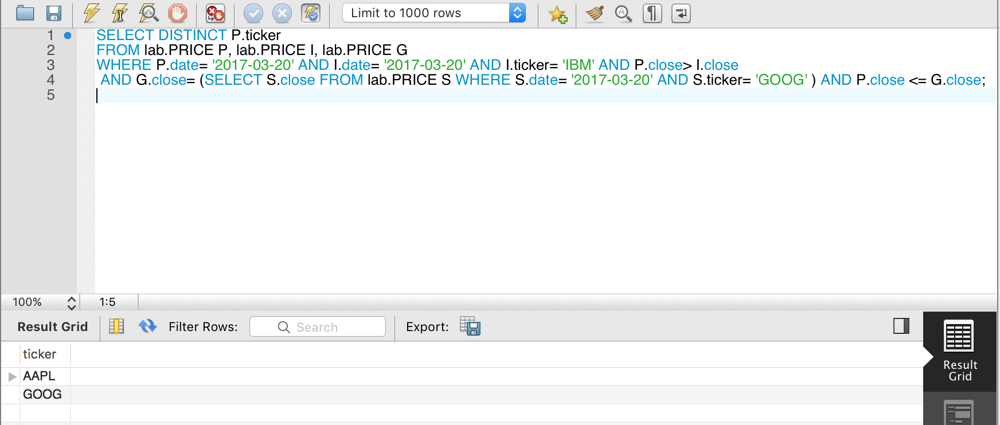 Limit to 1000 rows
1 SELECT DISTINCT P.ticker
2 FROM lab.PRICE P, lab.PRICE I, lab.PRICE G
3 WHERE P.date= '2017-03-20' AND I.date= '2017-03-20' AND I.ticker= 'IBM' AND P.close> I.close
4 AND G.close= (SELECT S.close FROM lab.PRICE S WHERE S.date= '2017-03-20' AND S.ticker= 'GOOG' ) AND P.close <= G.close;
5
100% 1:5
Result Grid Filter Rows: Search Export:
ticker
AAPL
GOOG
Result
Grid